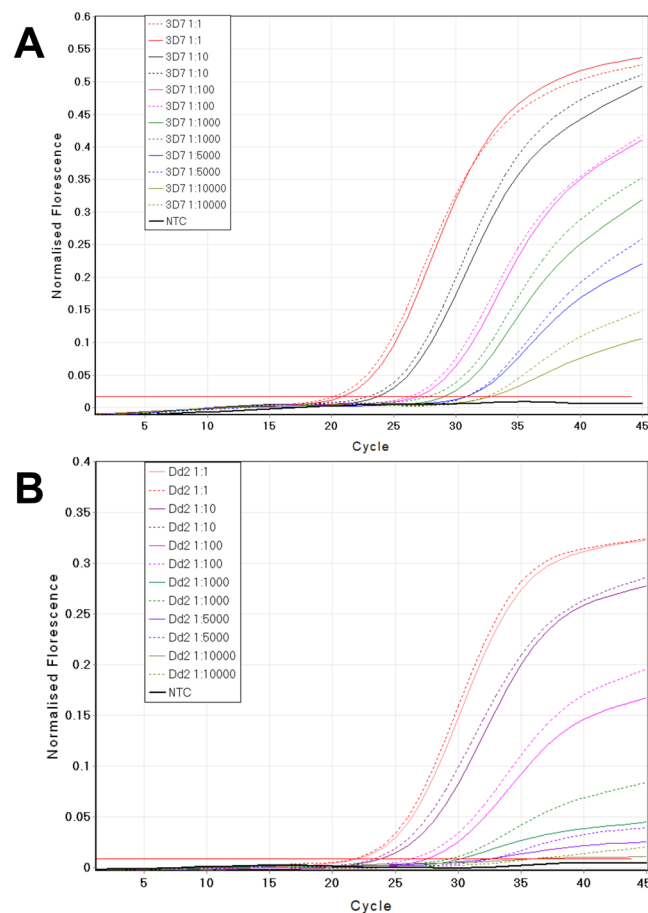 A
0.6
0.55
0.5
0.45
0.4
0.35
0.3
0.25
0.2
0.15
0.1
0.05
0
Normalised Florescence
3D7 1:1
3D7 1:1
3D7 1:10
3D7 1:10
3D7 1:100
3D7 1:100
3D7 1:1000
3D7 1:1000
3D7 1:5000
3D7 1:5000
3D7 1:10000
3D7 1:10000
NTC
5 10 15 20 25 30 35 40 45
Cycle
B
0.4
0.35
0.3
0.25
0.2
0.15
0.1
0.05
0
Normalised Florescence
Dd2 1:1
Dd2 1:1
Dd2 1:10
Dd2 1:10
Dd2 1:100
Dd2 1:100
Dd2 1:1000
Dd2 1:1000
Dd2 1:5000
Dd2 1:5000
Dd2 1:10000
Dd2 1:10000
NTC
5 10 15 20 25 30 35 40 45
Cycle